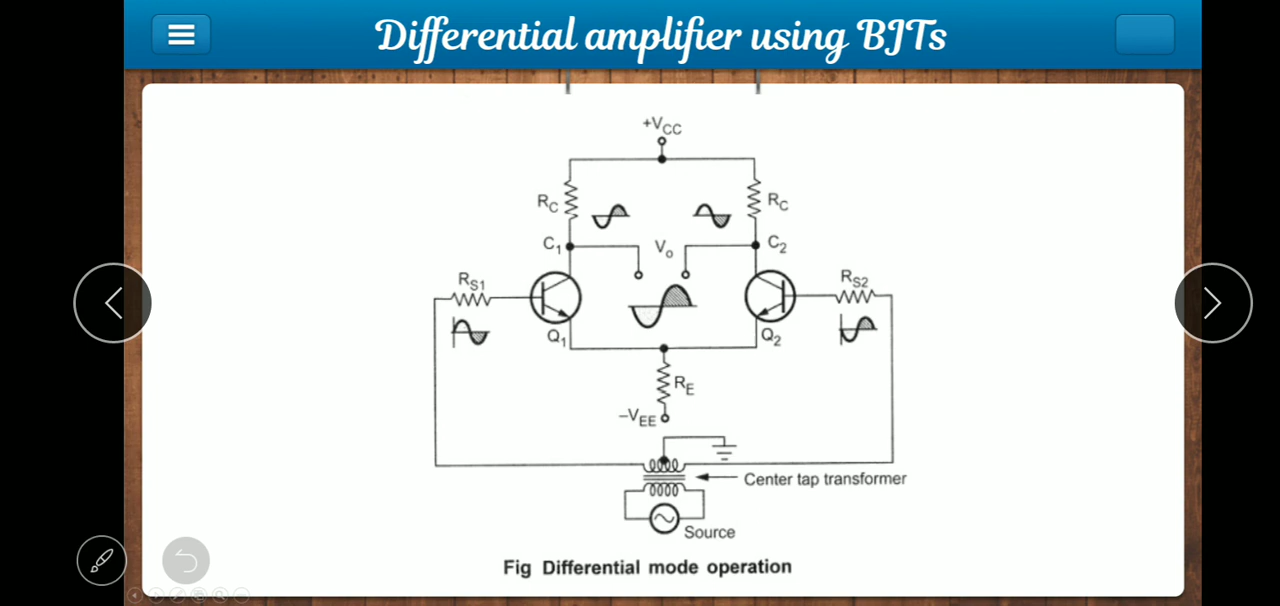 Differential amplifier using BJTs
+VCC
RC
RC
C1
Vo
C2
RS1
RS2
Q1
Q2
RE
–VEE
Center tap transformer
Source
Fig Differential mode operation